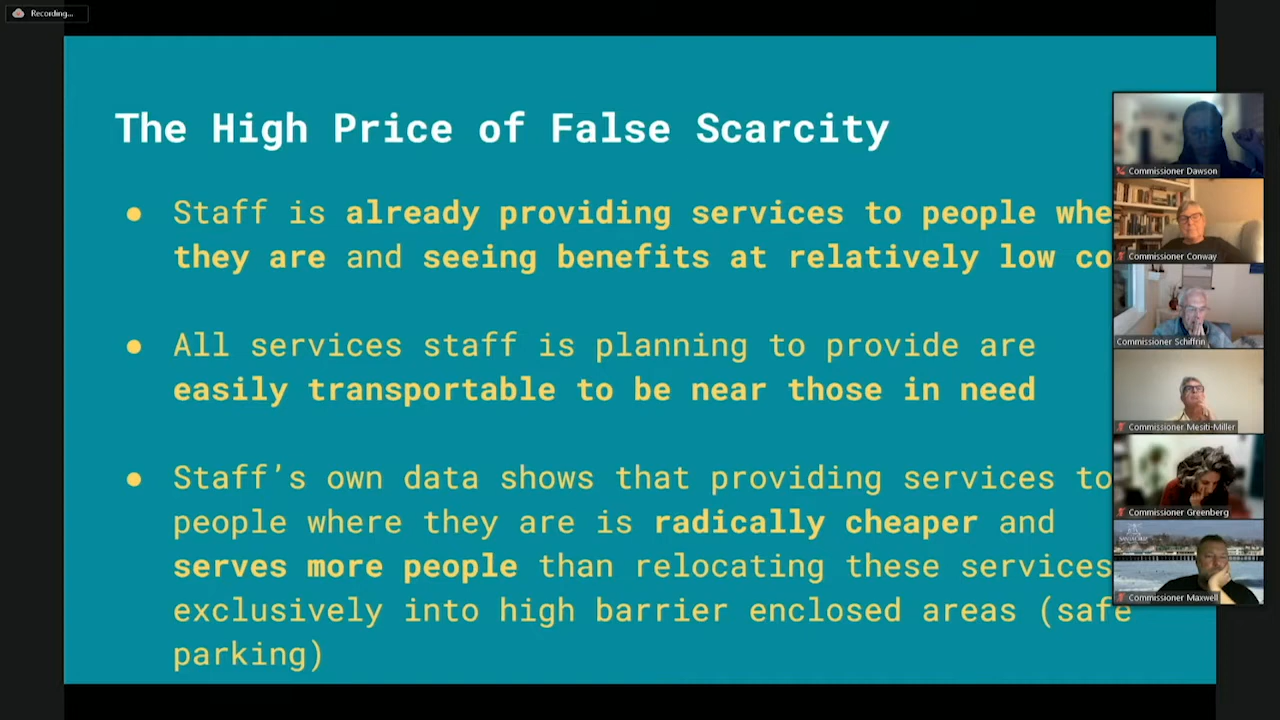 Recording...
The High Price of False Scarcity
Staff is already providing services to people whe
they are and seeing benefits at relatively low co
All services staff is planning to provide are
easily transportable to be near those in need
Staff's own data shows that providing services to
people where they are is radically cheaper and
serves more people than relocating these services
exclusively into high barrier enclosed areas (safe
parking)
Commissioner Dawson
Commissioner Conway
Commissioner Schiffrin
Commissioner Mesiti-Miller
Commissioner Greenberg
Commissioner Maxwell